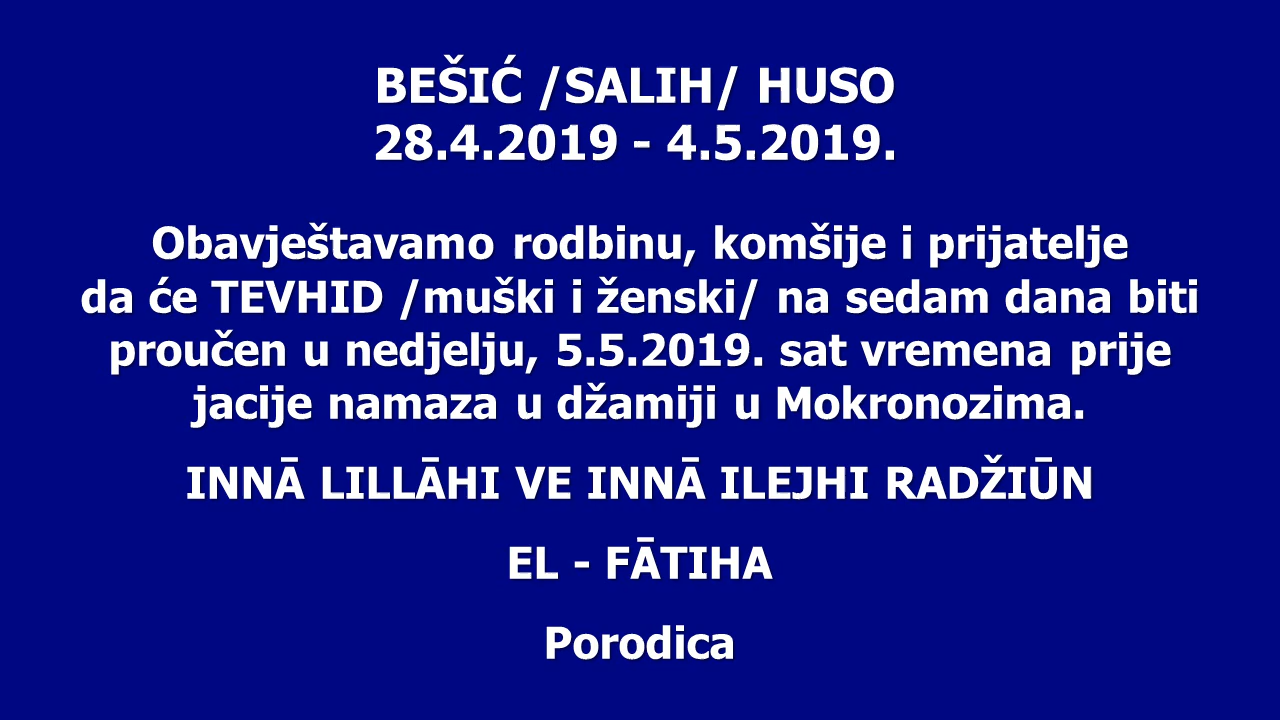 BEŠIĆ /SALIH/ HUSO
28.4.2019 - 4.5.2019.
Obavještavamo rodbinu, komšije i prijatelje
da će TEVHID /muški i ženski/ na sedam dana biti
proučen u nedjelju, 5.5.2019. sat vremena prije
jacije namaza u džamiji u Mokronozima.
INNĀ LILLĀHI VE INNĀ ILEJHI RADŽIŪN
EL - FĀTIHA
Porodica